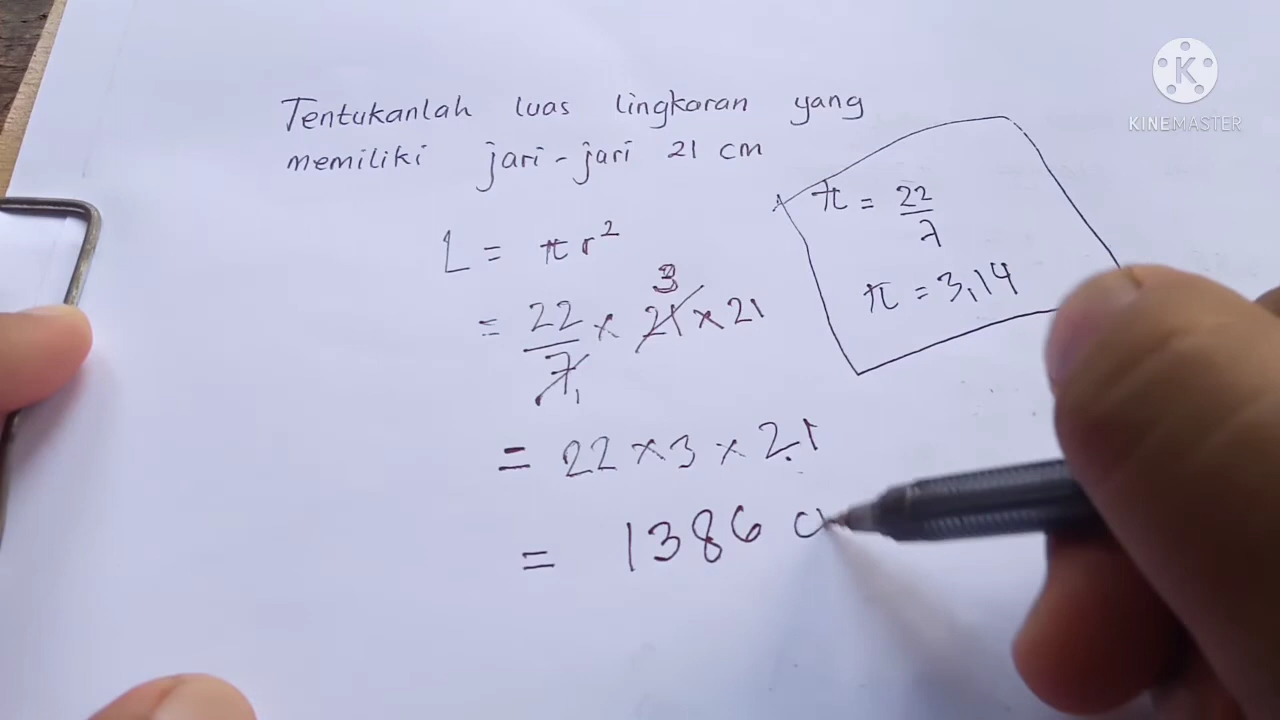 Tentukanlah luas lingkaran yang
memiliki jari-jari 21 cm
L = πr²
= 22/7 × 21 × 21
3
1
= 22 × 3 × 21
= 1386 c
π = 22/7
π = 3,14
K
KINEMASTER